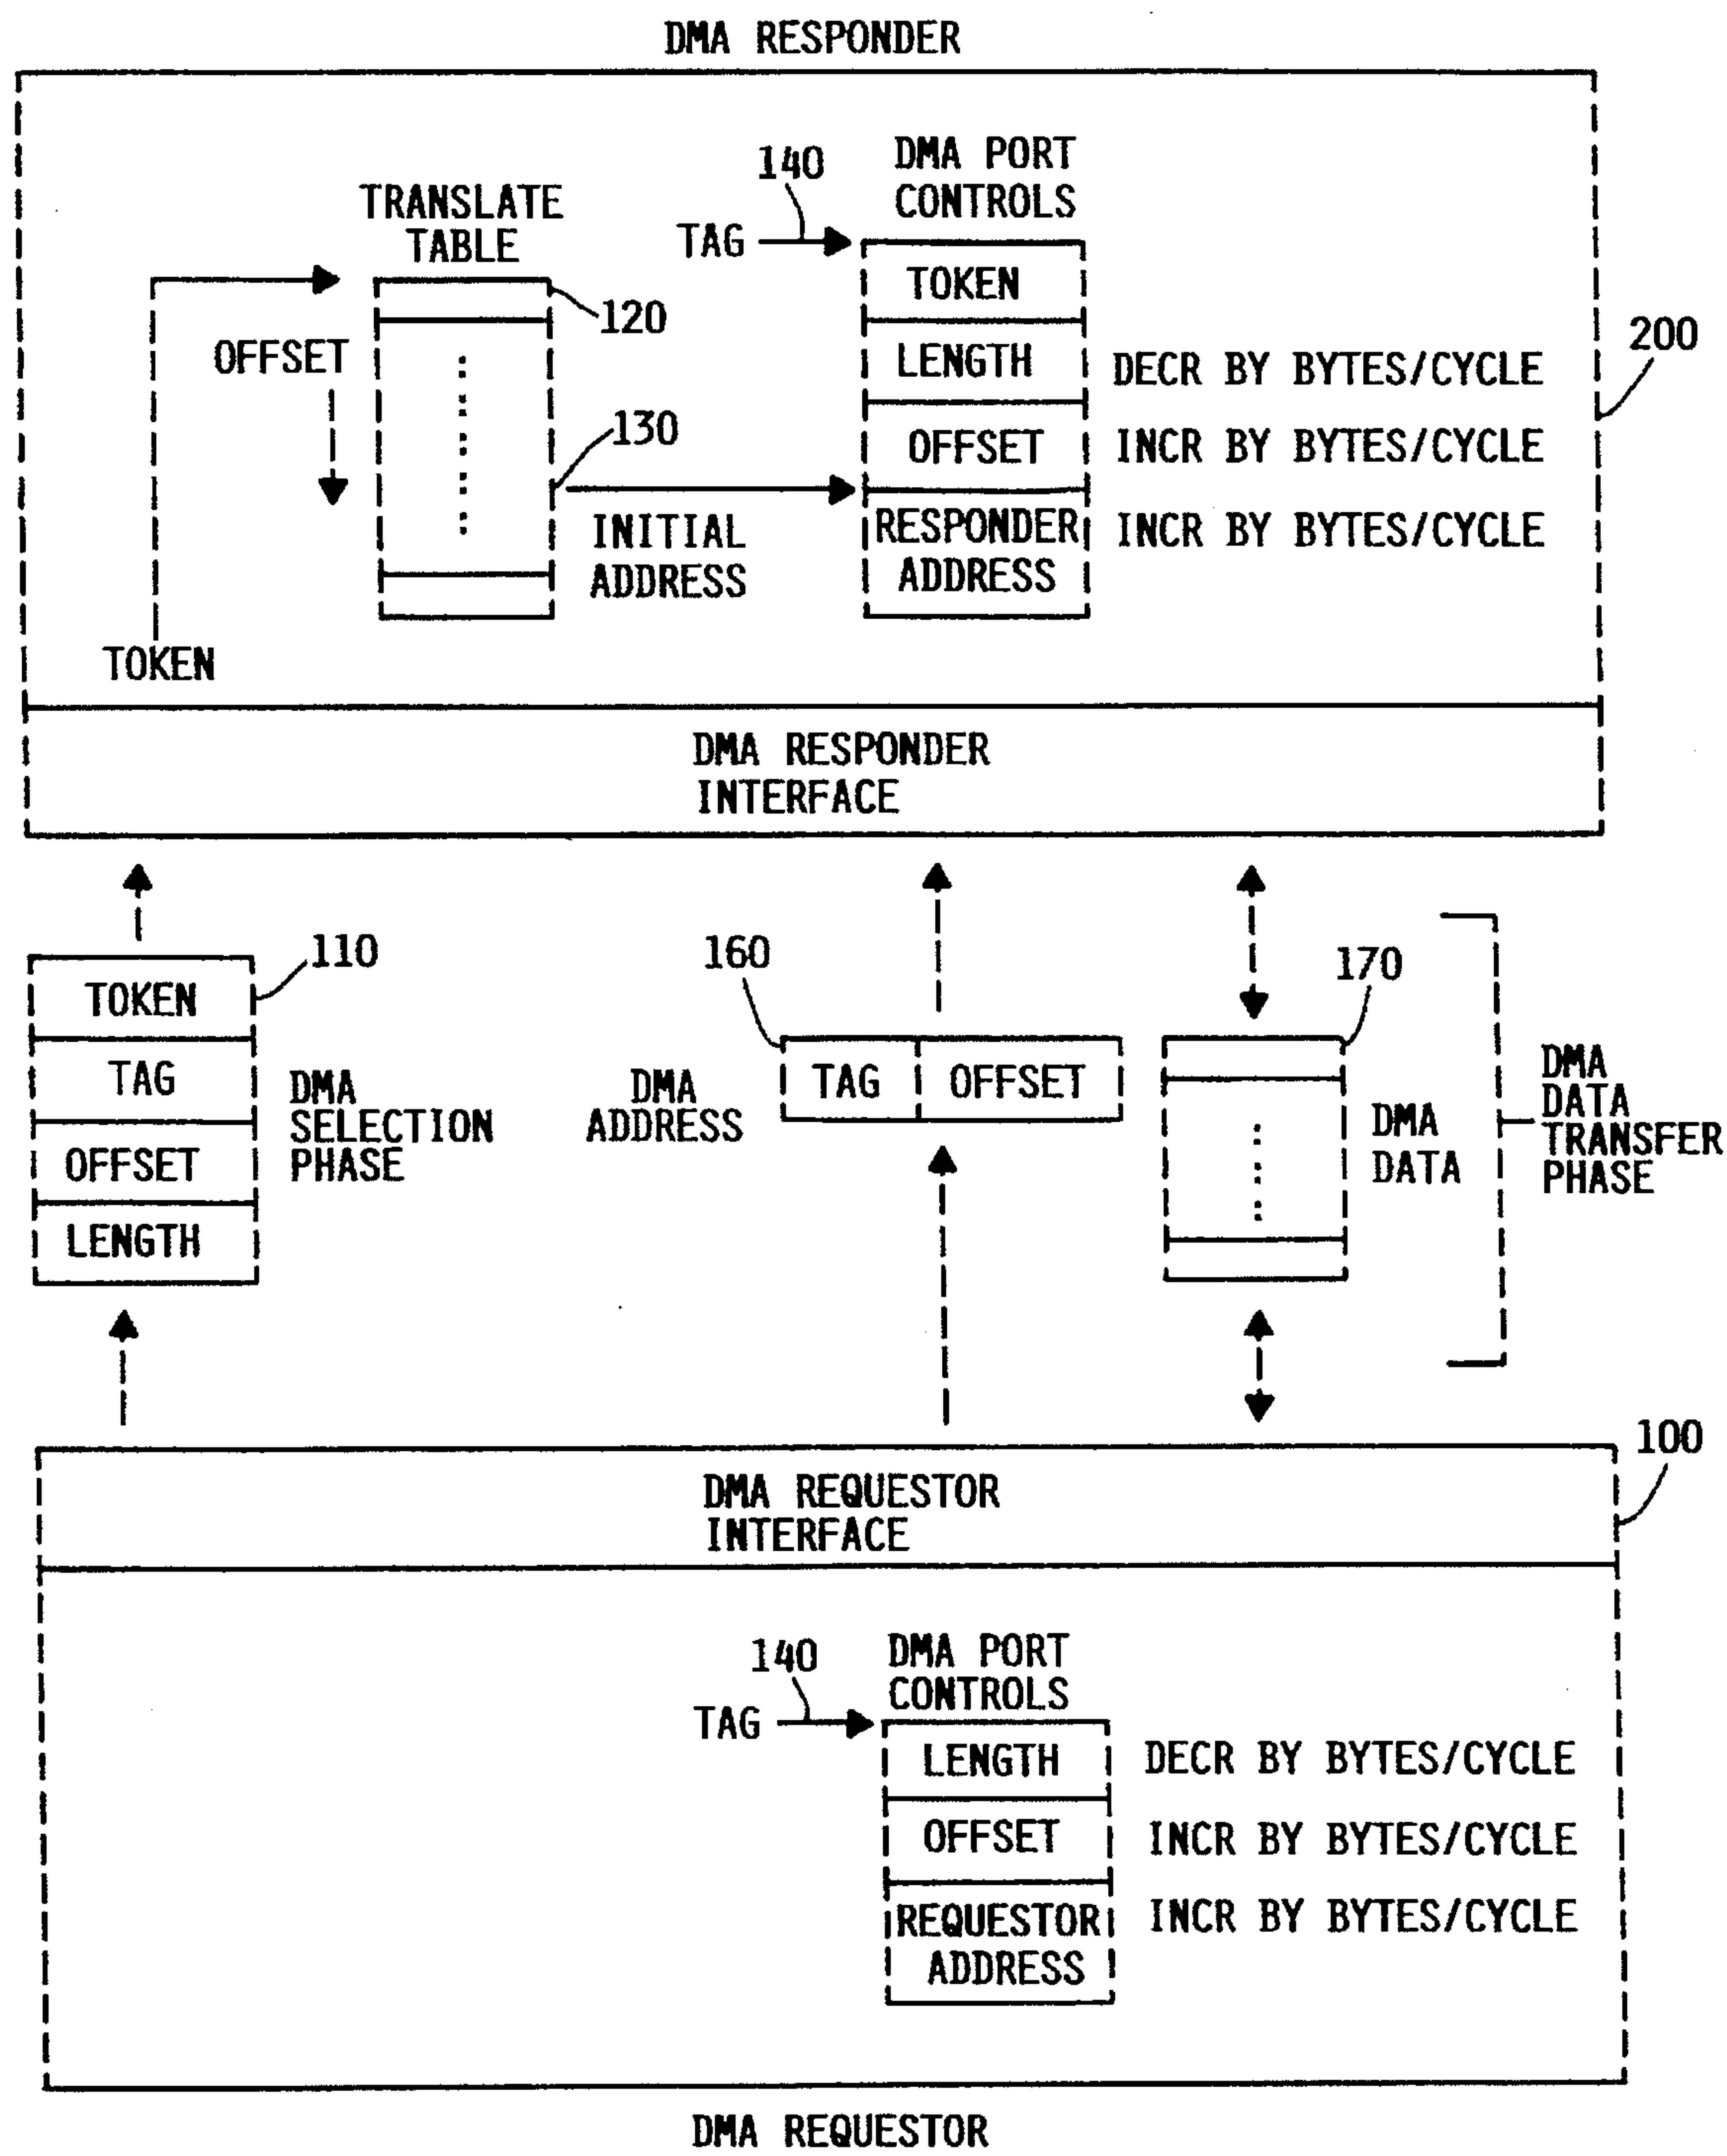 DMA RESPONDER
140
DMA PORT
CONTROLS
TRANSLATE
TABLE
TAG
120
TOKEN
200
OFFSET
LENGTH
DECR BY BYTES/CYCLE
130
OFFSET
INCR BY BYTES/CYCLE
INITIAL
ADDRESS
RESPONDER
ADDRESS
INCR BY BYTES/CYCLE
TOKEN
DMA RESPONDER
INTERFACE
110
TOKEN
TAG
OFFSET
LENGTH
DMA
SELECTION
PHASE
160
DMA
ADDRESS
TAG
OFFSET
170
DMA
DATA
DMA
DATA
TRANSFER
PHASE
100
DMA REQUESTOR
INTERFACE
140
DMA PORT
CONTROLS
TAG
LENGTH
DECR BY BYTES/CYCLE
OFFSET
INCR BY BYTES/CYCLE
REQUESTOR
ADDRESS
INCR BY BYTES/CYCLE
DMA REQUESTOR